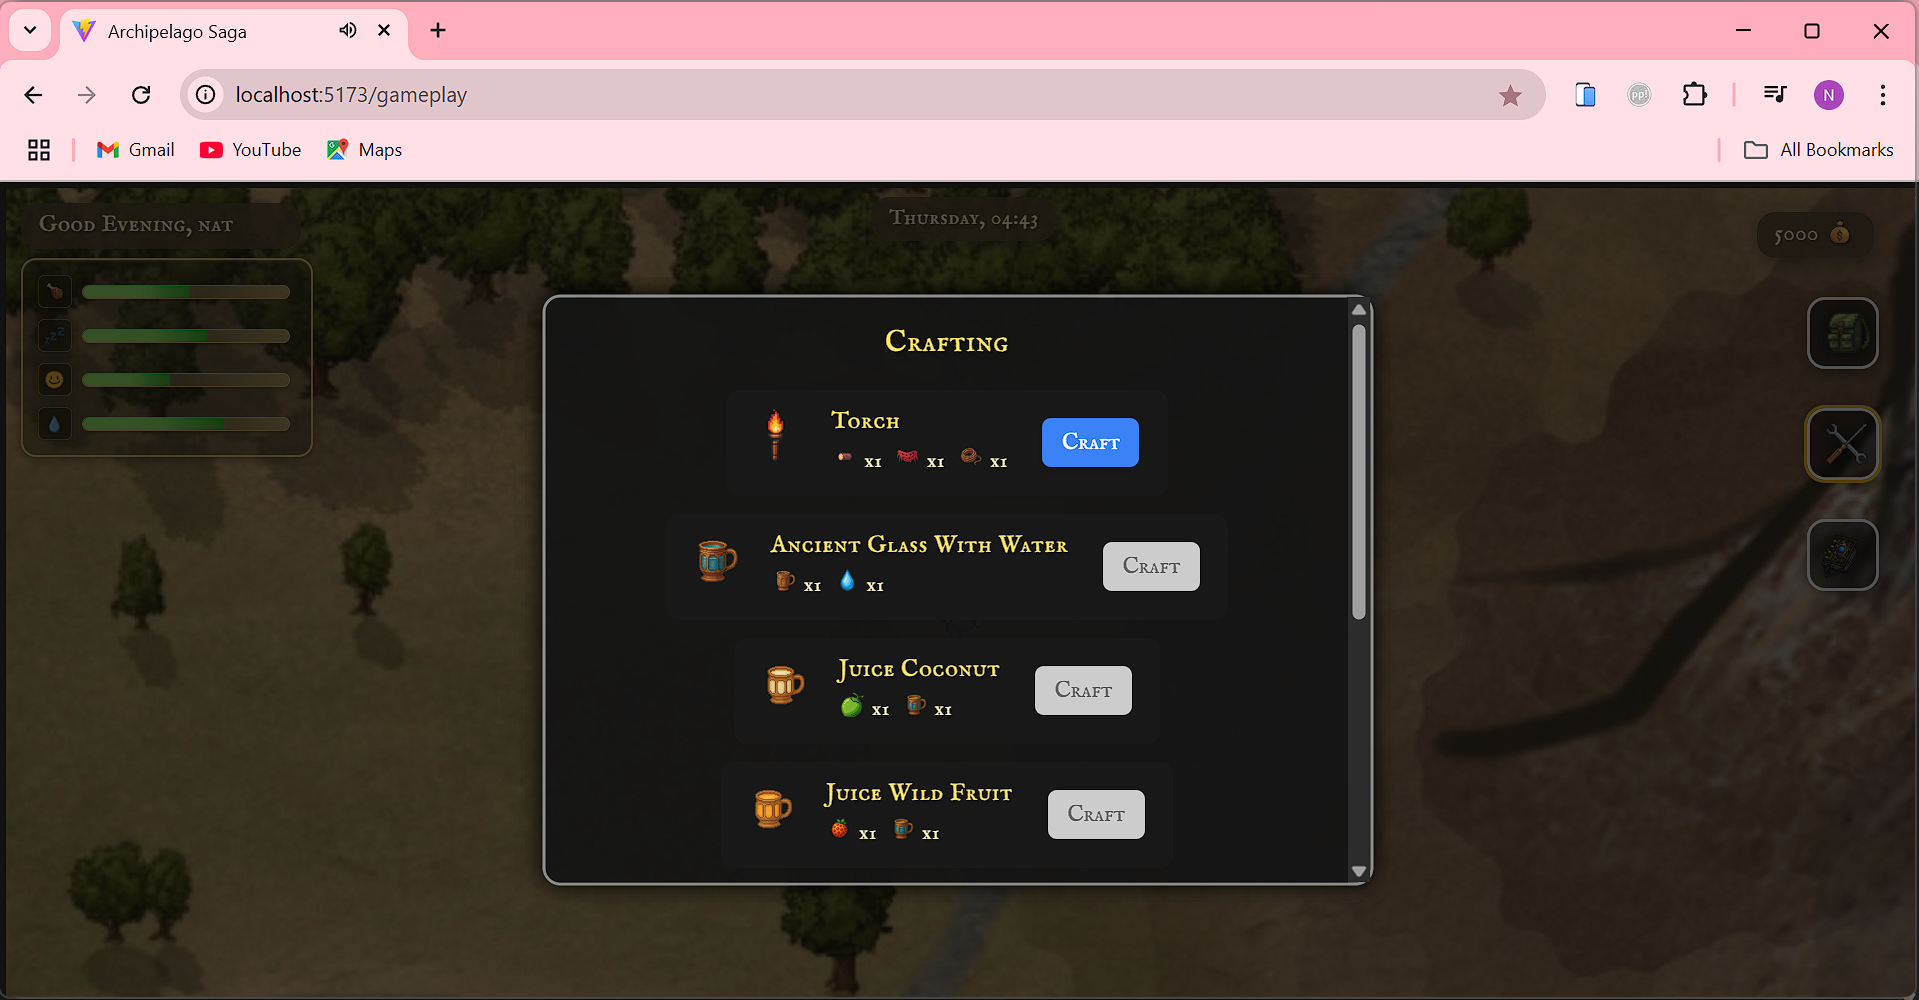 Archipelago Saga
localhost:5173/gameplay
pp!
N
Gmail
YouTube
Maps
All Bookmarks
Good Evening, nat
Thursday, 04:43
5000
Crafting
Torch
x1 x1 x1
Craft
Ancient Glass With Water
x1 x1
Craft
Juice Coconut
x1 x1
Craft
Juice Wild Fruit
x1 x1
Craft